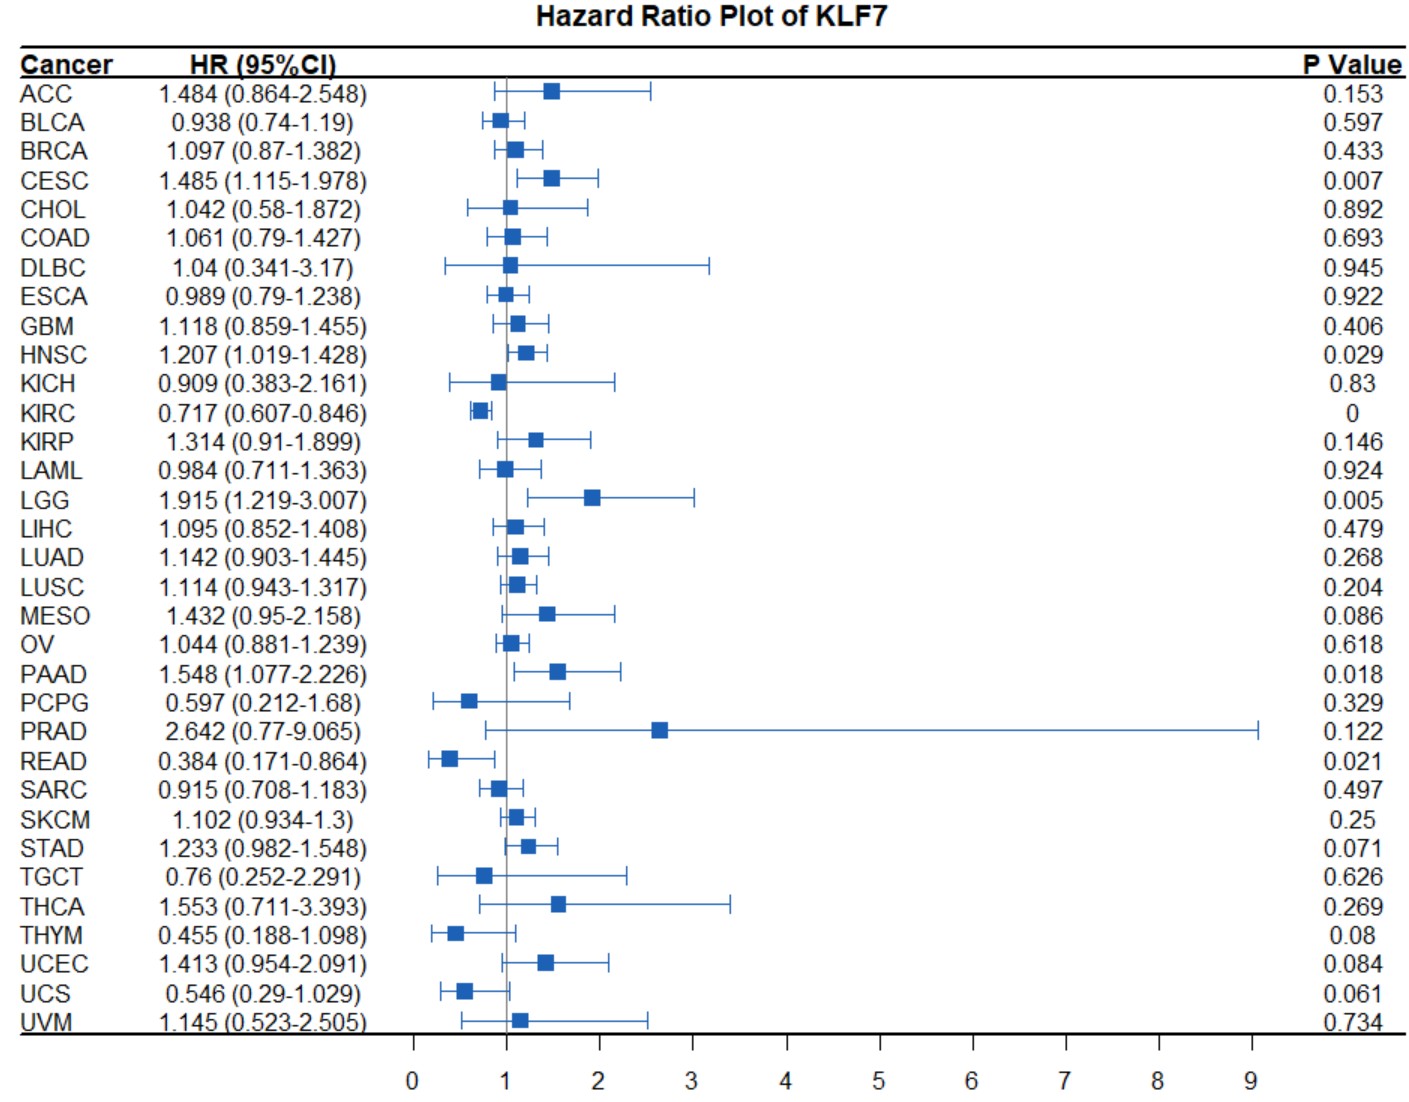 Hazard Ratio Plot of KLF7
Cancer HR (95%CI) P Value
ACC 1.484 (0.864-2.548) 0.153
BLCA 0.938 (0.74-1.19) 0.597
BRCA 1.097 (0.87-1.382) 0.433
CESC 1.485 (1.115-1.978) 0.007
CHOL 1.042 (0.58-1.872) 0.892
COAD 1.061 (0.79-1.427) 0.693
DLBC 1.04 (0.341-3.17) 0.945
ESCA 0.989 (0.79-1.238) 0.922
GBM 1.118 (0.859-1.455) 0.406
HNSC 1.207 (1.019-1.428) 0.029
KICH 0.909 (0.383-2.161) 0.83
KIRC 0.717 (0.607-0.846) 0
KIRP 1.314 (0.91-1.899) 0.146
LAML 0.984 (0.711-1.363) 0.924
LGG 1.915 (1.219-3.007) 0.005
LIHC 1.095 (0.852-1.408) 0.479
LUAD 1.142 (0.903-1.445) 0.268
LUSC 1.114 (0.943-1.317) 0.204
MESO 1.432 (0.95-2.158) 0.086
OV 1.044 (0.881-1.239) 0.618
PAAD 1.548 (1.077-2.226) 0.018
PCPG 0.597 (0.212-1.68) 0.329
PRAD 2.642 (0.77-9.065) 0.122
READ 0.384 (0.171-0.864) 0.021
SARC 0.915 (0.708-1.183) 0.497
SKCM 1.102 (0.934-1.3) 0.25
STAD 1.233 (0.982-1.548) 0.071
TGCT 0.76 (0.252-2.291) 0.626
THCA 1.553 (0.711-3.393) 0.269
THYM 0.455 (0.188-1.098) 0.08
UCEC 1.413 (0.954-2.091) 0.084
UCS 0.546 (0.29-1.029) 0.061
UVM 1.145 (0.523-2.505) 0.734
0 1 2 3 4 5 6 7 8 9